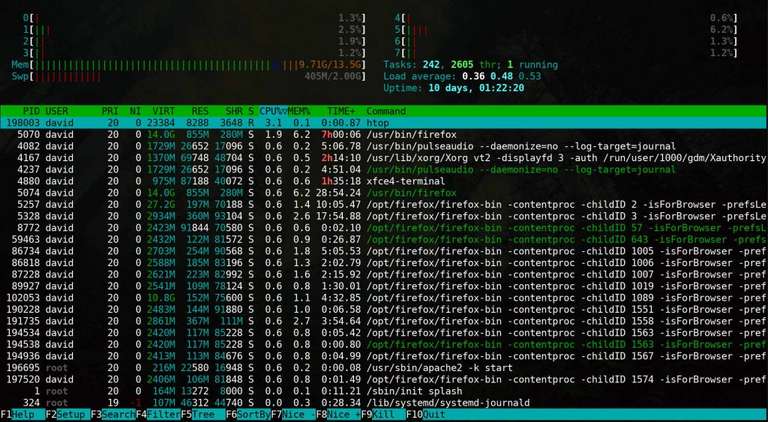 0[ 1.3%] 4[ 0.6%]
1[ 2.5%] 5[ 6.2%]
2[ 1.9%] 6[ 1.3%]
3[ 1.2%] 7[ 1.2%]
Mem[ 9.71G/13.5G] Tasks: 242, 2605 thr; 1 running
Swp[ 405M/2.00G] Load average: 0.36 0.48 0.53
Uptime: 10 days, 01:22:20
PID USER PRI NI VIRT RES SHR S CPU%▽MEM% TIME+ Command
198003 david 20 0 23384 8288 3648 R 3.1 0.1 0:00.87 htop
5070 david 20 0 14.0G 855M 280M S 1.9 6.2 7h00:06 /usr/bin/firefox
4082 david 20 0 1729M 26652 17096 S 1.2 0.2 5:06.78 /usr/bin/pulseaudio --daemonize=no --log-target=journal
4167 david 20 0 1370M 69748 48704 S 1.2 0.5 2h14:10 /usr/lib/xorg/Xorg vt2 -displayfd 3 -auth /run/user/1000/gdm/Xauthority
4237 david 20 0 1729M 26652 17096 S 1.2 0.2 4:51.04 /usr/bin/pulseaudio --daemonize=no --log-target=journal
4880 david 20 0 975M 87188 40072 S 1.2 0.6 1h35:18 xfce4-terminal
5074 david 20 0 14.0G 855M 280M S 0.6 6.2 28:54.24 /usr/bin/firefox
5257 david 20 0 27.2G 197M 70188 S 0.6 1.4 10:05.47 /opt/firefox/firefox-bin -contentproc -childID 2 -isForBrowser -prefsLe
5328 david 20 0 2934M 360M 93104 S 0.6 2.6 17:54.88 /opt/firefox/firefox-bin -contentproc -childID 3 -isForBrowser -prefsLe
8772 david 20 0 2423M 91844 70580 S 0.6 0.6 0:02.10 /opt/firefox/firefox-bin -contentproc -childID 57 -isForBrowser -prefsL
59463 david 20 0 2432M 122M 81572 S 0.6 0.9 0:26.87 /opt/firefox/firefox-bin -contentproc -childID 643 -isForBrowser -prefs
86734 david 20 0 2703M 254M 90568 S 0.6 1.8 5:05.53 /opt/firefox/firefox-bin -contentproc -childID 1005 -isForBrowser -pref
86818 david 20 0 2588M 185M 83196 S 0.6 1.3 2:02.79 /opt/firefox/firefox-bin -contentproc -childID 1006 -isForBrowser -pref
87228 david 20 0 2621M 223M 82992 S 0.6 1.6 2:15.92 /opt/firefox/firefox-bin -contentproc -childID 1007 -isForBrowser -pref
89927 david 20 0 2541M 109M 78124 S 0.6 0.8 1:30.01 /opt/firefox/firefox-bin -contentproc -childID 1019 -isForBrowser -pref
102053 david 20 0 10.8G 152M 75600 S 0.6 1.1 4:32.85 /opt/firefox/firefox-bin -contentproc -childID 1089 -isForBrowser -pref
190228 david 20 0 2483M 144M 91880 S 0.6 1.0 0:06.58 /opt/firefox/firefox-bin -contentproc -childID 1551 -isForBrowser -pref
191735 david 20 0 2861M 367M 111M S 0.6 2.7 3:54.64 /opt/firefox/firefox-bin -contentproc -childID 1558 -isForBrowser -pref
194534 david 20 0 2420M 117M 85228 S 0.6 0.8 0:05.42 /opt/firefox/firefox-bin -contentproc -childID 1563 -isForBrowser -pref
194538 david 20 0 2420M 117M 85228 S 0.6 0.8 0:00.21 /opt/firefox/firefox-bin -contentproc -childID 1563 -isForBrowser -pref
194936 david 20 0 2413M 113M 84676 S 0.6 0.8 0:04.99 /opt/firefox/firefox-bin -contentproc -childID 1567 -isForBrowser -pref
196695 root 20 0 216M 22580 16948 S 0.6 0.2 0:00.08 /usr/sbin/apache2 -k start
197520 david 20 0 2406M 106M 81848 S 0.6 0.8 0:01.49 /opt/firefox/firefox-bin -contentproc -childID 1574 -isForBrowser -pref
1 root 20 0 164M 13272 8000 S 0.0 0.1 0:11.21 /sbin/init splash
324 root 19 -1 107M 46312 44740 S 0.0 0.3 0:28.34 /lib/systemd/systemd-journald
F1Help F2Setup F3SearchF4FilterF5Tree F6SortByF7Nice -F8Nice +F9Kill F10Quit